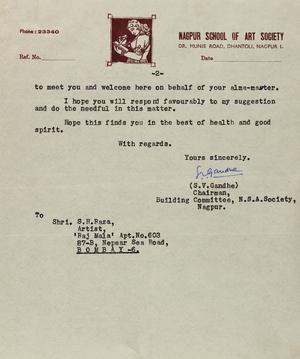 Phone: 23340
NAGPUR SCHOOL OF ART SOCIETY
DR. MUNJE ROAD, DHANTOLI, NAGPUR 1.
Ref. No.
Date
-2-
to meet you and welcome here on behalf of your alma-master.
I hope you will respond favourably to my suggestion
and do the needful in this matter.
Hope this finds you in the best of health and good
spirit.
With regards.
Yours sincerely.
S.V. Gandhe
(S.V.Gandhe)
Chairman,
Building Committee, N.S.A.Society,
Nagpur.
To
Shri. S.H.Raza,
Artist,
'Raj Mala' Apt.No.603
87-B, Nepear Sea Road,
BOMBAY -6.